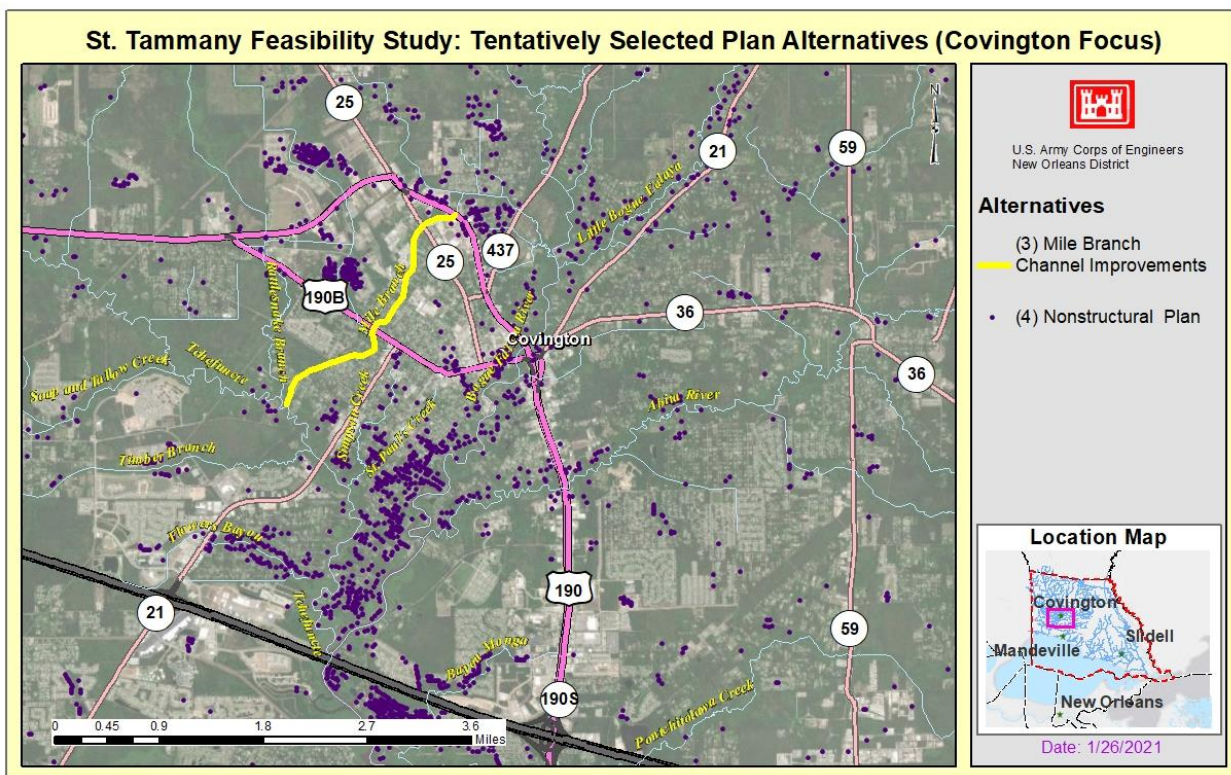 St. Tammany Feasibility Study: Tentatively Selected Plan Alternatives (Covington Focus)
25
21
59
N
Little Bogue Falaya
437
25
190B
Mile Branch
Rattlesnake Branch
36
Covington
Bogue Falaya River
Tchefuncte
Soap and Tallow Creek
36
Abita River
Simpson Creek
St. Paul's Creek
Timber Branch
Flowers Bayou
190
21
Tchefuncte
59
Bayou Monga
190S
Ponchitolawa Creek
0 0.45 0.9 1.8 2.7 3.6
Miles
U.S. Army Corps of Engineers
New Orleans District
Alternatives
(3) Mile Branch
Channel Improvements
(4) Nonstructural Plan
Location Map
Covington
Slidell
Mandeville
New Orleans
Date: 1/26/2021